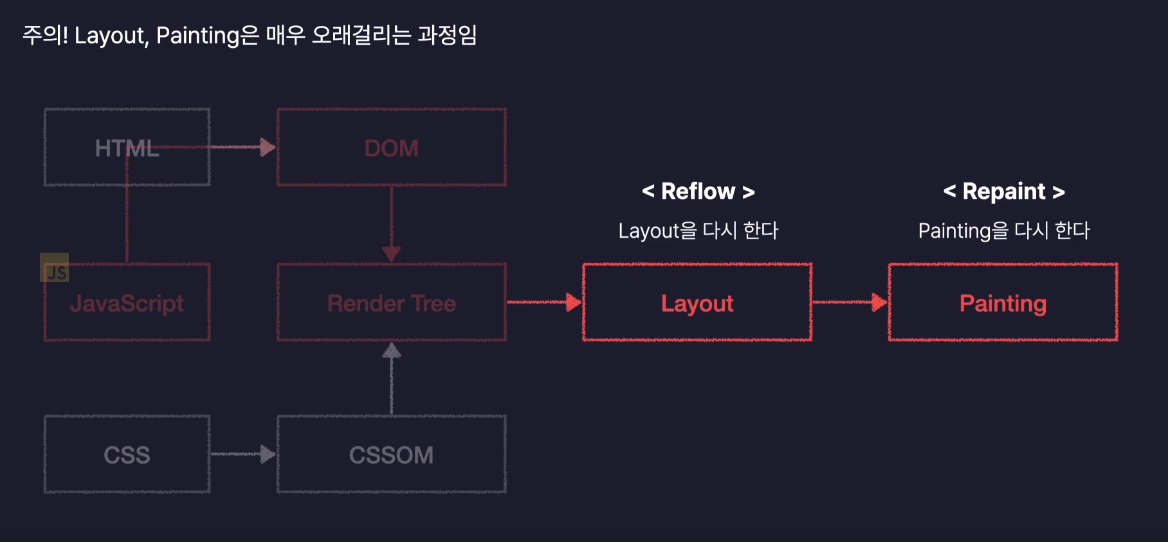 주의! Layout, Painting은 매우 오래걸리는 과정임
HTML
DOM
< Reflow >
< Repaint >
Layout을 다시 한다
Painting을 다시 한다
JS
JavaScript
Render Tree
Layout
Painting
CSS
CSSOM